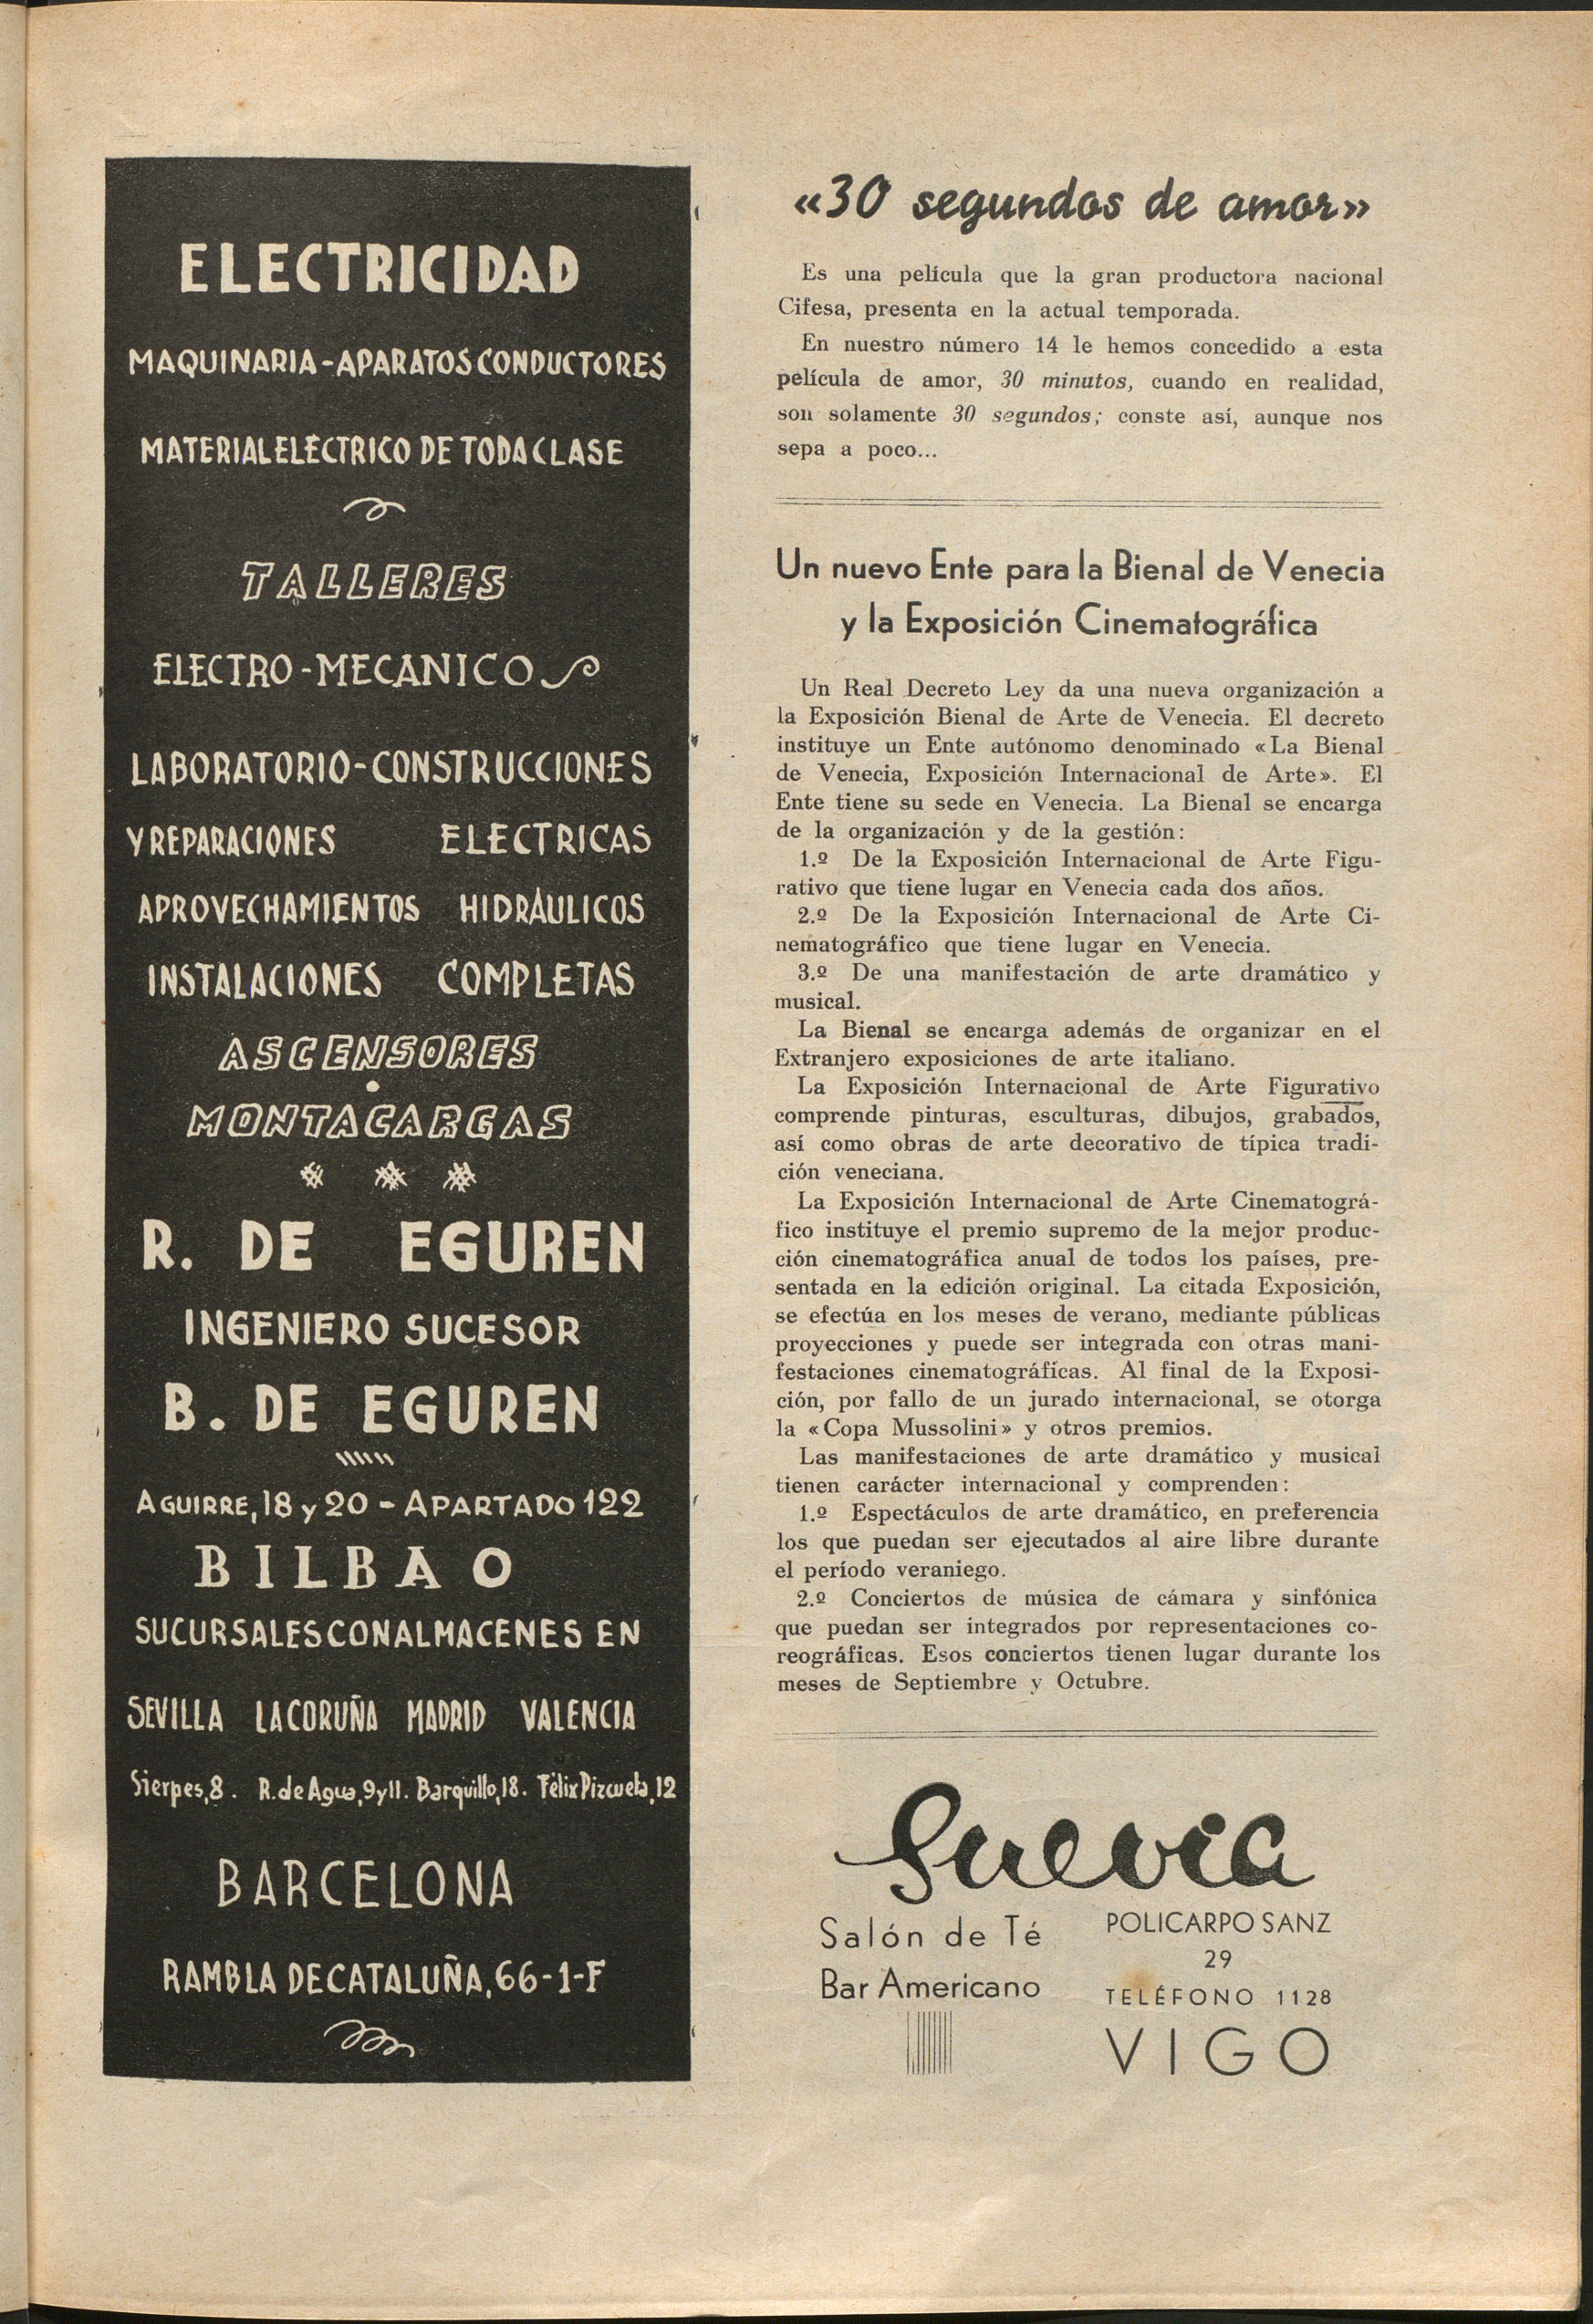 ELECTRICIDAD
MAQUINARIA-APARATOS CONDUCTORES
MATERIAL ELECTRICO DE TODA CLASE
TALLERES
ELECTRO-MECANICO
LABORATORIO-CONSTRUCCIONES
Y REPARACIONES ELECTRICAS
APROVECHAMIENTOS HIDRÁULICOS
INSTALACIONES COMPLETAS
ASCENSORES
MONTACARGAS
R. DE EGUREN
INGENIERO SUCESOR
B. DE EGUREN
AGUIRRE, 18 y 20 - APARTADO 122
BILBAO
SUCURSALES CON ALMACENES EN
SEVILLA LA CORUÑA MADRID VALENCIA
Sierpes, 8. R. de Agua, 9 y 11. Barquillo, 18. Félix Pizcueta, 12
BARCELONA
RAMBLA DE CATALUÑA, 66-1-F
«30 segundos de amor»
Es una película que la gran productora nacional
Cifesa, presenta en la actual temporada.
En nuestro número 14 le hemos concedido a esta
película de amor, 30 minutos, cuando en realidad,
son solamente 30 segundos; conste así, aunque nos
sepa a poco...
Un nuevo Ente para la Bienal de Venecia
y la Exposición Cinematográfica
Un Real Decreto Ley da una nueva organización a
la Exposición Bienal de Arte de Venecia. El decreto
instituye un Ente autónomo denominado «La Bienal
de Venecia, Exposición Internacional de Arte». El
Ente tiene su sede en Venecia. La Bienal se encarga
de la organización y de la gestión:
1.º De la Exposición Internacional de Arte Figu-
rativo que tiene lugar en Venecia cada dos años.
2.º De la Exposición Internacional de Arte Ci-
nematográfico que tiene lugar en Venecia.
3.º De una manifestación de arte dramático y
musical.
La Bienal se encarga además de organizar en el
Extranjero exposiciones de arte italiano.
La Exposición Internacional de Arte Figurativo
comprende pinturas, esculturas, dibujos, grabados,
así como obras de arte decorativo de típica tradi-
ción veneciana.
La Exposición Internacional de Arte Cinematográ-
fico instituye el premio supremo de la mejor produc-
ción cinematográfica anual de todos los países, pre-
sentada en la edición original. La citada Exposición,
se efectúa en los meses de verano, mediante públicas
proyecciones y puede ser integrada con otras mani-
festaciones cinematográficas. Al final de la Exposi-
ción, por fallo de un jurado internacional, se otorga
la «Copa Mussolini» y otros premios.
Las manifestaciones de arte dramático y musical
tienen carácter internacional y comprenden:
1.º Espectáculos de arte dramático, en preferencia
los que puedan ser ejecutados al aire libre durante
el período veraniego.
2.º Conciertos de música de cámara y sinfónica
que puedan ser integrados por representaciones co-
reográficas. Esos conciertos tienen lugar durante los
meses de Septiembre y Octubre.
Suevia
Salón de Té
Bar Americano
POLICARPO SANZ
29
TELÉFONO 1128
VIGO